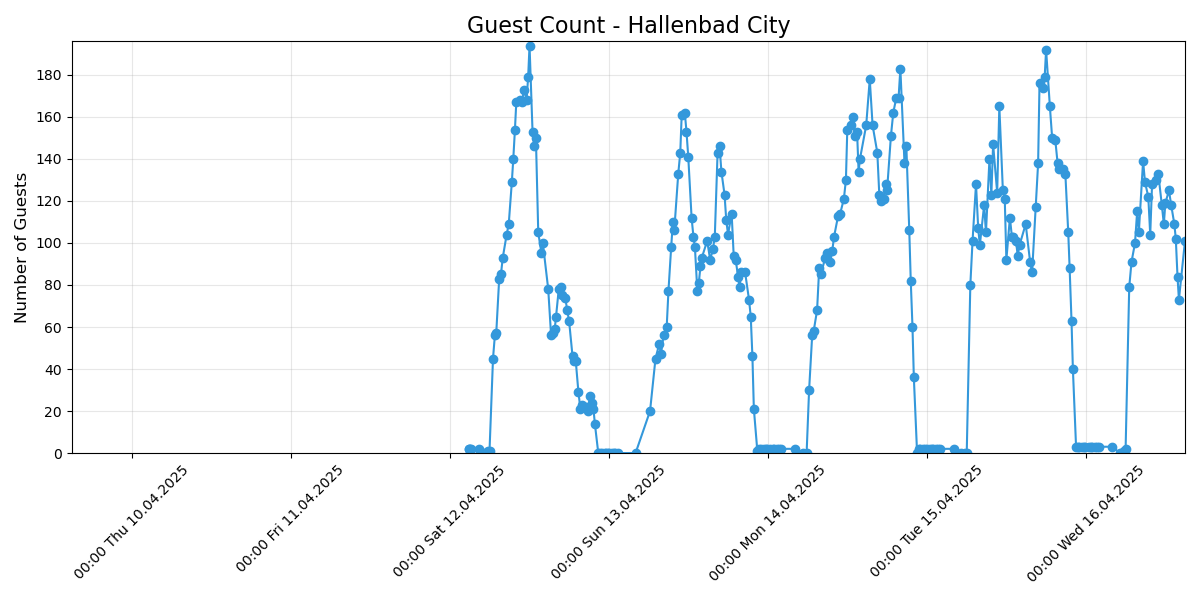 Guest Count - Hallenbad City
Number of Guests
180
160
140
120
100
80
60
40
20
0
00:00 Thu 10.04.2025
00:00 Fri 11.04.2025
00:00 Sat 12.04.2025
00:00 Sun 13.04.2025
00:00 Mon 14.04.2025
00:00 Tue 15.04.2025
00:00 Wed 16.04.2025